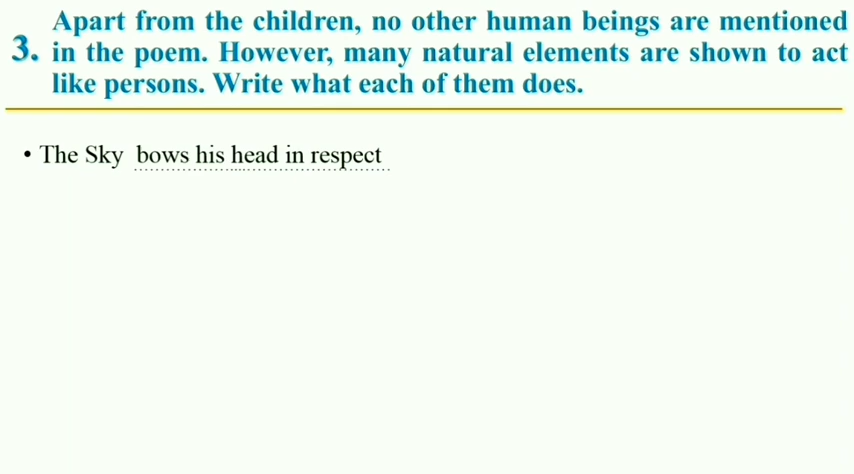 Apart from the children, no other human beings are mentioned
3. in the poem. However, many natural elements are shown to act
like persons. Write what each of them does.
• The Sky bows his head in respect